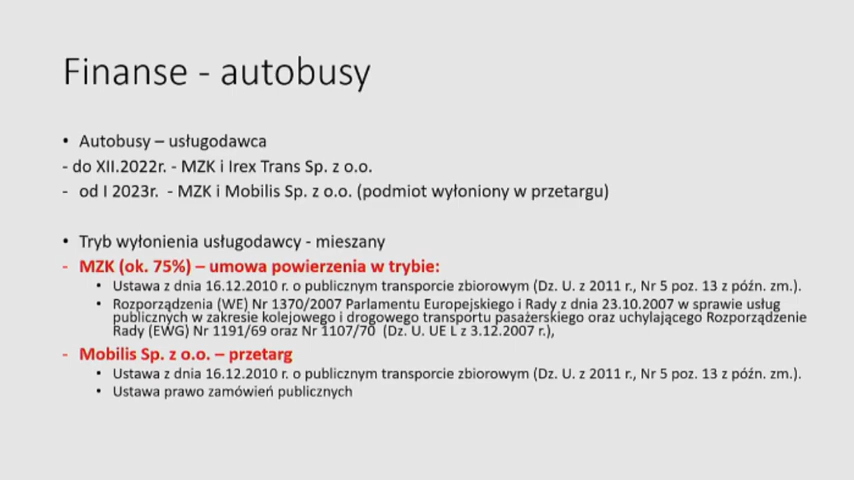 Finanse - autobusy
• Autobusy – usługodawca
- do XII.2022r. - MZK i Irex Trans Sp. z o.o.
- od I 2023r. - MZK i Mobilis Sp. z o.o. (podmiot wyłoniony w przetargu)
• Tryb wyłonienia usługodawcy - mieszany
- MZK (ok. 75%) – umowa powierzenia w trybie:
• Ustawa z dnia 16.12.2010 r. o publicznym transporcie zbiorowym (Dz. U. z 2011 r., Nr 5 poz. 13 z późn. zm.).
• Rozporządzenia (WE) Nr 1370/2007 Parlamentu Europejskiego i Rady z dnia 23.10.2007 w sprawie usług
publicznych w zakresie kolejowego i drogowego transportu pasażerskiego oraz uchylającego Rozporządzenie
Rady (EWG) Nr 1191/69 oraz Nr 1107/70 (Dz. U. UE L z 3.12.2007 r.),
- Mobilis Sp. z o.o. – przetarg
• Ustawa z dnia 16.12.2010 r. o publicznym transporcie zbiorowym (Dz. U. z 2011 r., Nr 5 poz. 13 z późn. zm.).
• Ustawa prawo zamówień publicznych